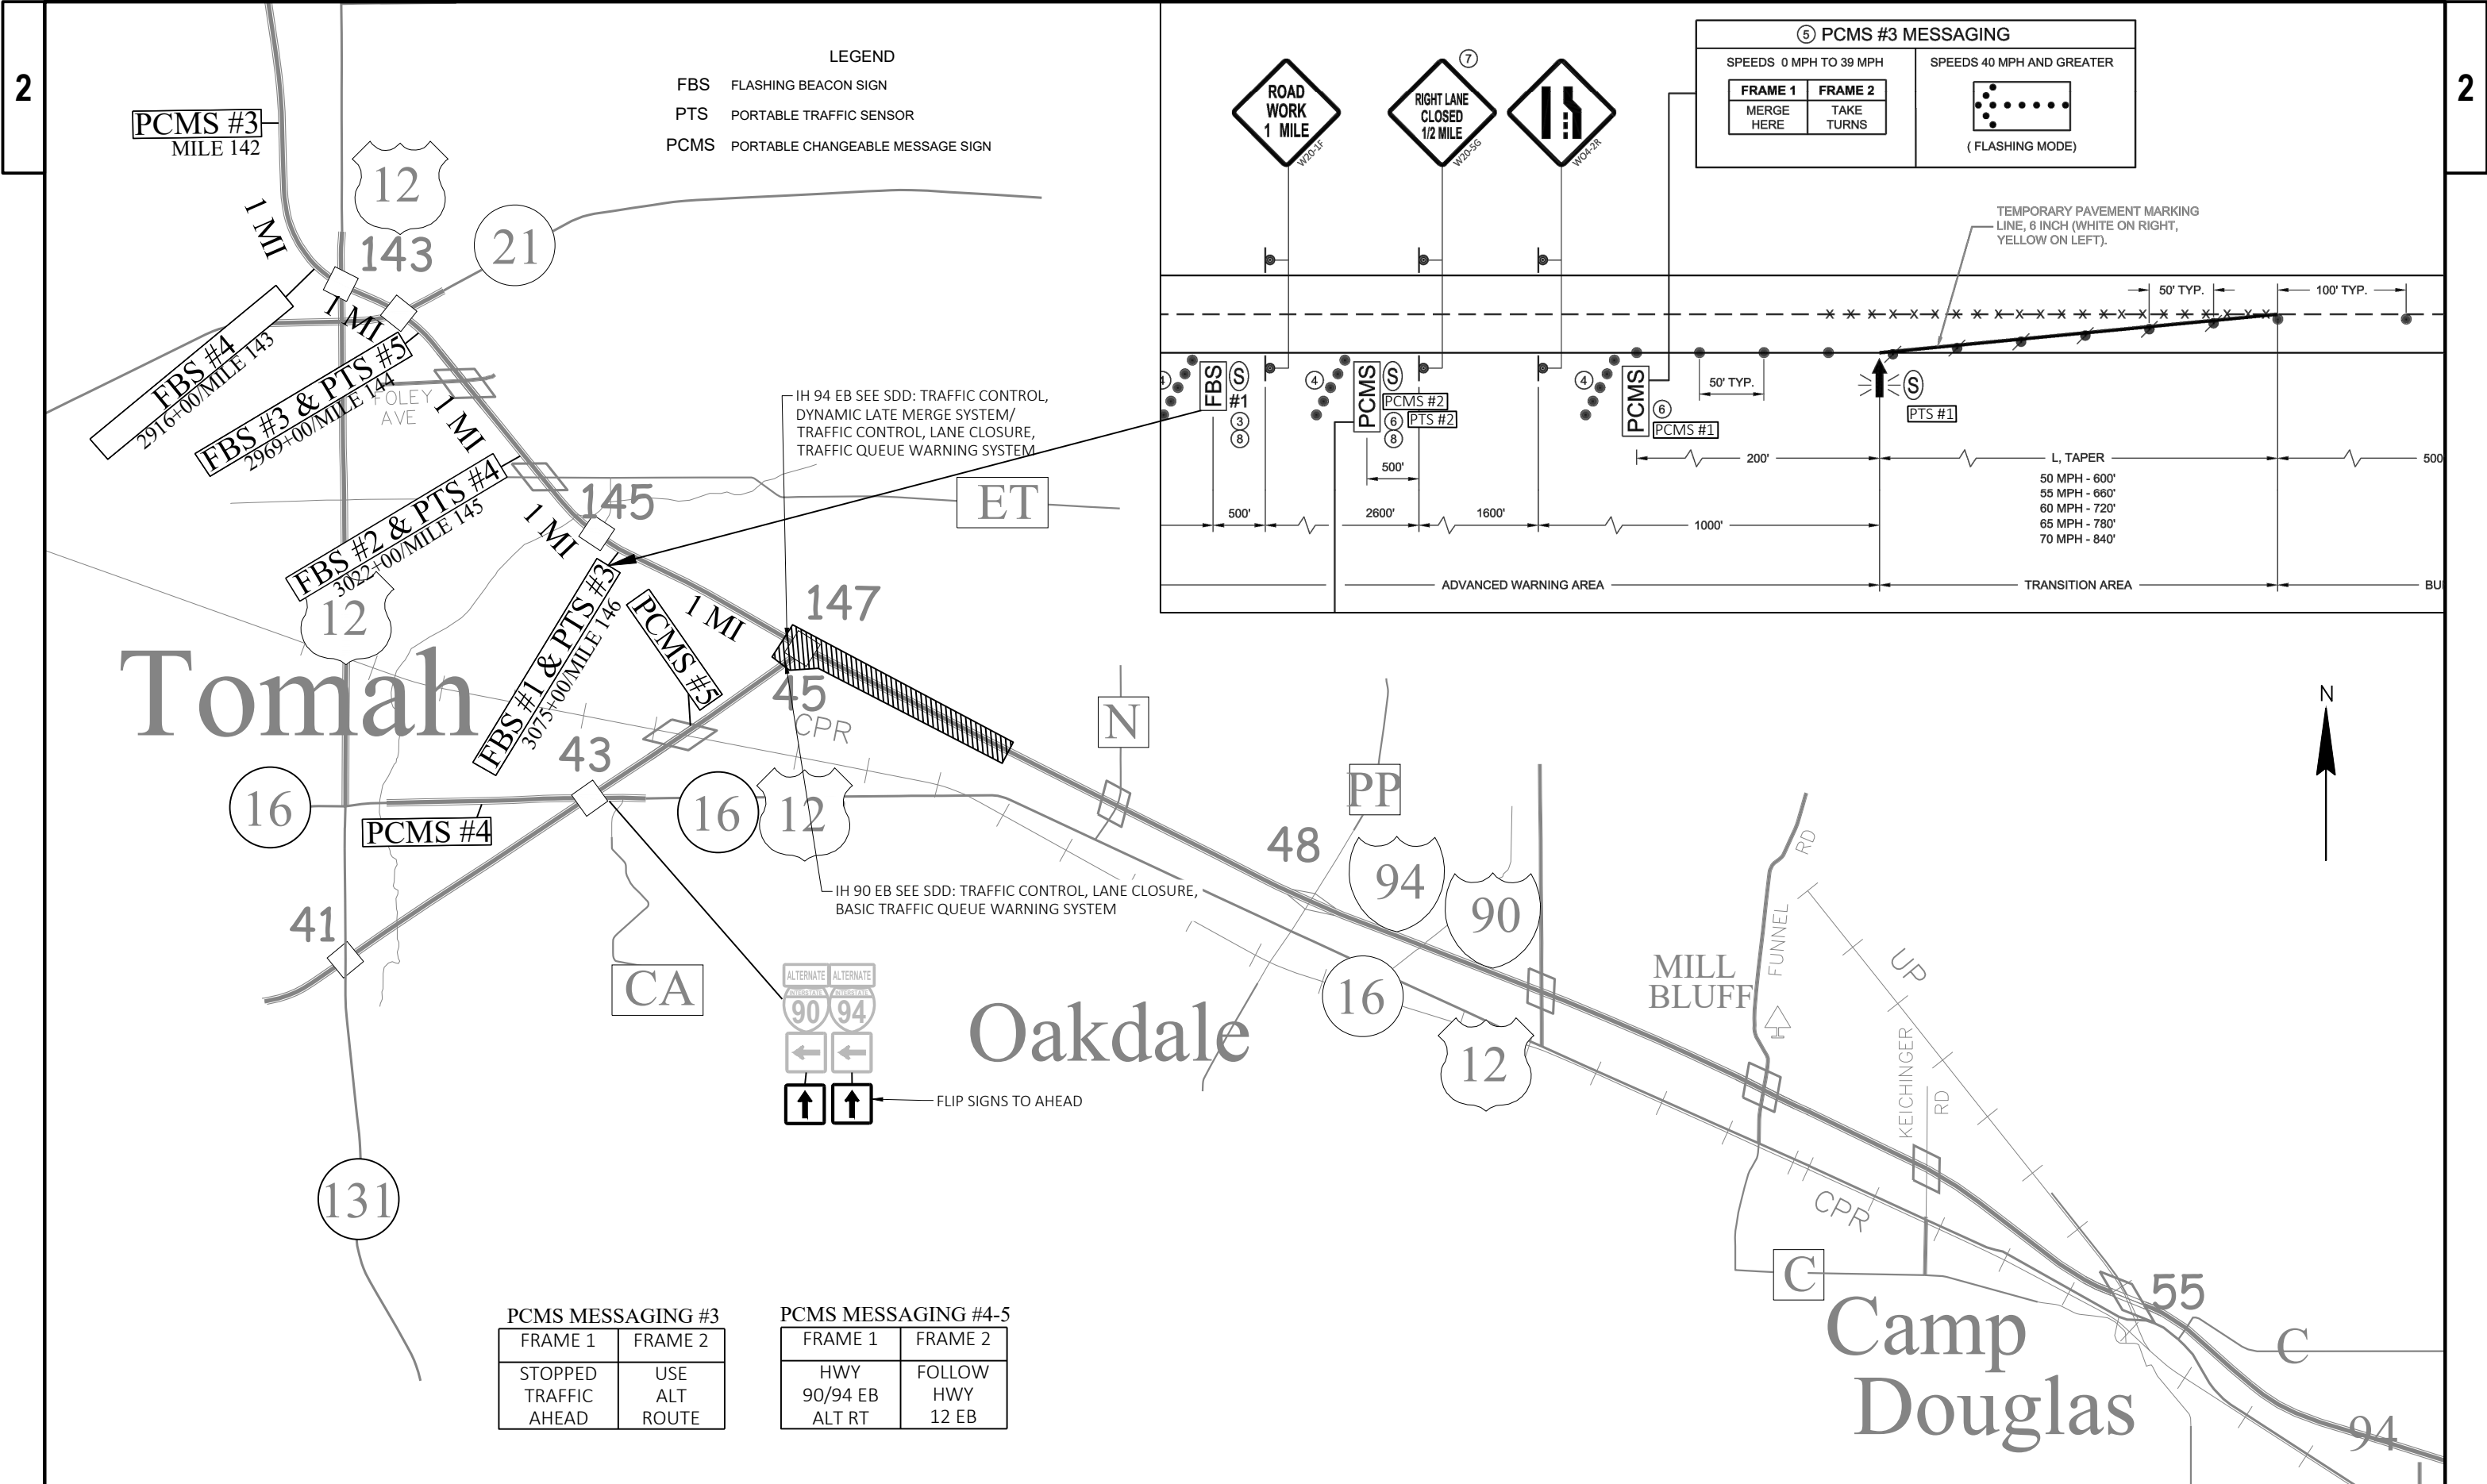 2
2
LEGEND
FBS FLASHING BEACON SIGN
PTS PORTABLE TRAFFIC SENSOR
PCMS PORTABLE CHANGEABLE MESSAGE SIGN
PCMS #3
MILE 142
1 MI
12
143
21
1 MI
FBS #4
2916+00/MILE 143
FBS #3 & PTS #5
2969+00/MILE 144
FOLEY
AVE
1 MI
FBS #2 & PTS #4
3022+00/MILE 145
145
1 MI
ET
IH 94 EB SEE SDD: TRAFFIC CONTROL,
DYNAMIC LATE MERGE SYSTEM/
TRAFFIC CONTROL, LANE CLOSURE,
TRAFFIC QUEUE WARNING SYSTEM
12
FBS #1 & PTS #3
3075+00/MILE 146
PCMS #5
1 MI
147
45
Tomah
CPR
43
16
16
12
PCMS #4
41
CA
IH 90 EB SEE SDD: TRAFFIC CONTROL, LANE CLOSURE,
BASIC TRAFFIC QUEUE WARNING SYSTEM
ALTERNATE ALTERNATE
INTERSTATE INTERSTATE
90 94
FLIP SIGNS TO AHEAD
131
Oakdale
N
PP
48
94
90
16
12
MILL
BLUFF
FUNNEL
RD
UP
KEICHINGER
RD
CPR
C
55
Camp
Douglas
C
94
N
ROAD
WORK
1 MILE
W20-1F
7
RIGHT LANE
CLOSED
1/2 MILE
W20-5G
WO4-2R
5 PCMS #3 MESSAGING
SPEEDS 0 MPH TO 39 MPH
FRAME 1 FRAME 2
MERGE TAKE
HERE TURNS
SPEEDS 40 MPH AND GREATER
( FLASHING MODE)
TEMPORARY PAVEMENT MARKING
LINE, 6 INCH (WHITE ON RIGHT,
YELLOW ON LEFT).
50' TYP.
100' TYP.
X X X X X X X X X X X X X X X X X X X X X X
4
FBS
S
#1
3
8
4
PCMS
S
PCMS #2
6
PTS #2
8
4
PCMS
6
PCMS #1
50' TYP.
S
PTS #1
500'
200'
L, TAPER
500
50 MPH - 600'
55 MPH - 660'
60 MPH - 720'
65 MPH - 780'
70 MPH - 840'
500'
2600'
1600'
1000'
ADVANCED WARNING AREA
TRANSITION AREA
BU
PCMS MESSAGING #3
FRAME 1 FRAME 2
STOPPED USE
TRAFFIC ALT
AHEAD ROUTE
PCMS MESSAGING #4-5
FRAME 1 FRAME 2
HWY FOLLOW
90/94 EB HWY
ALT RT 12 EB